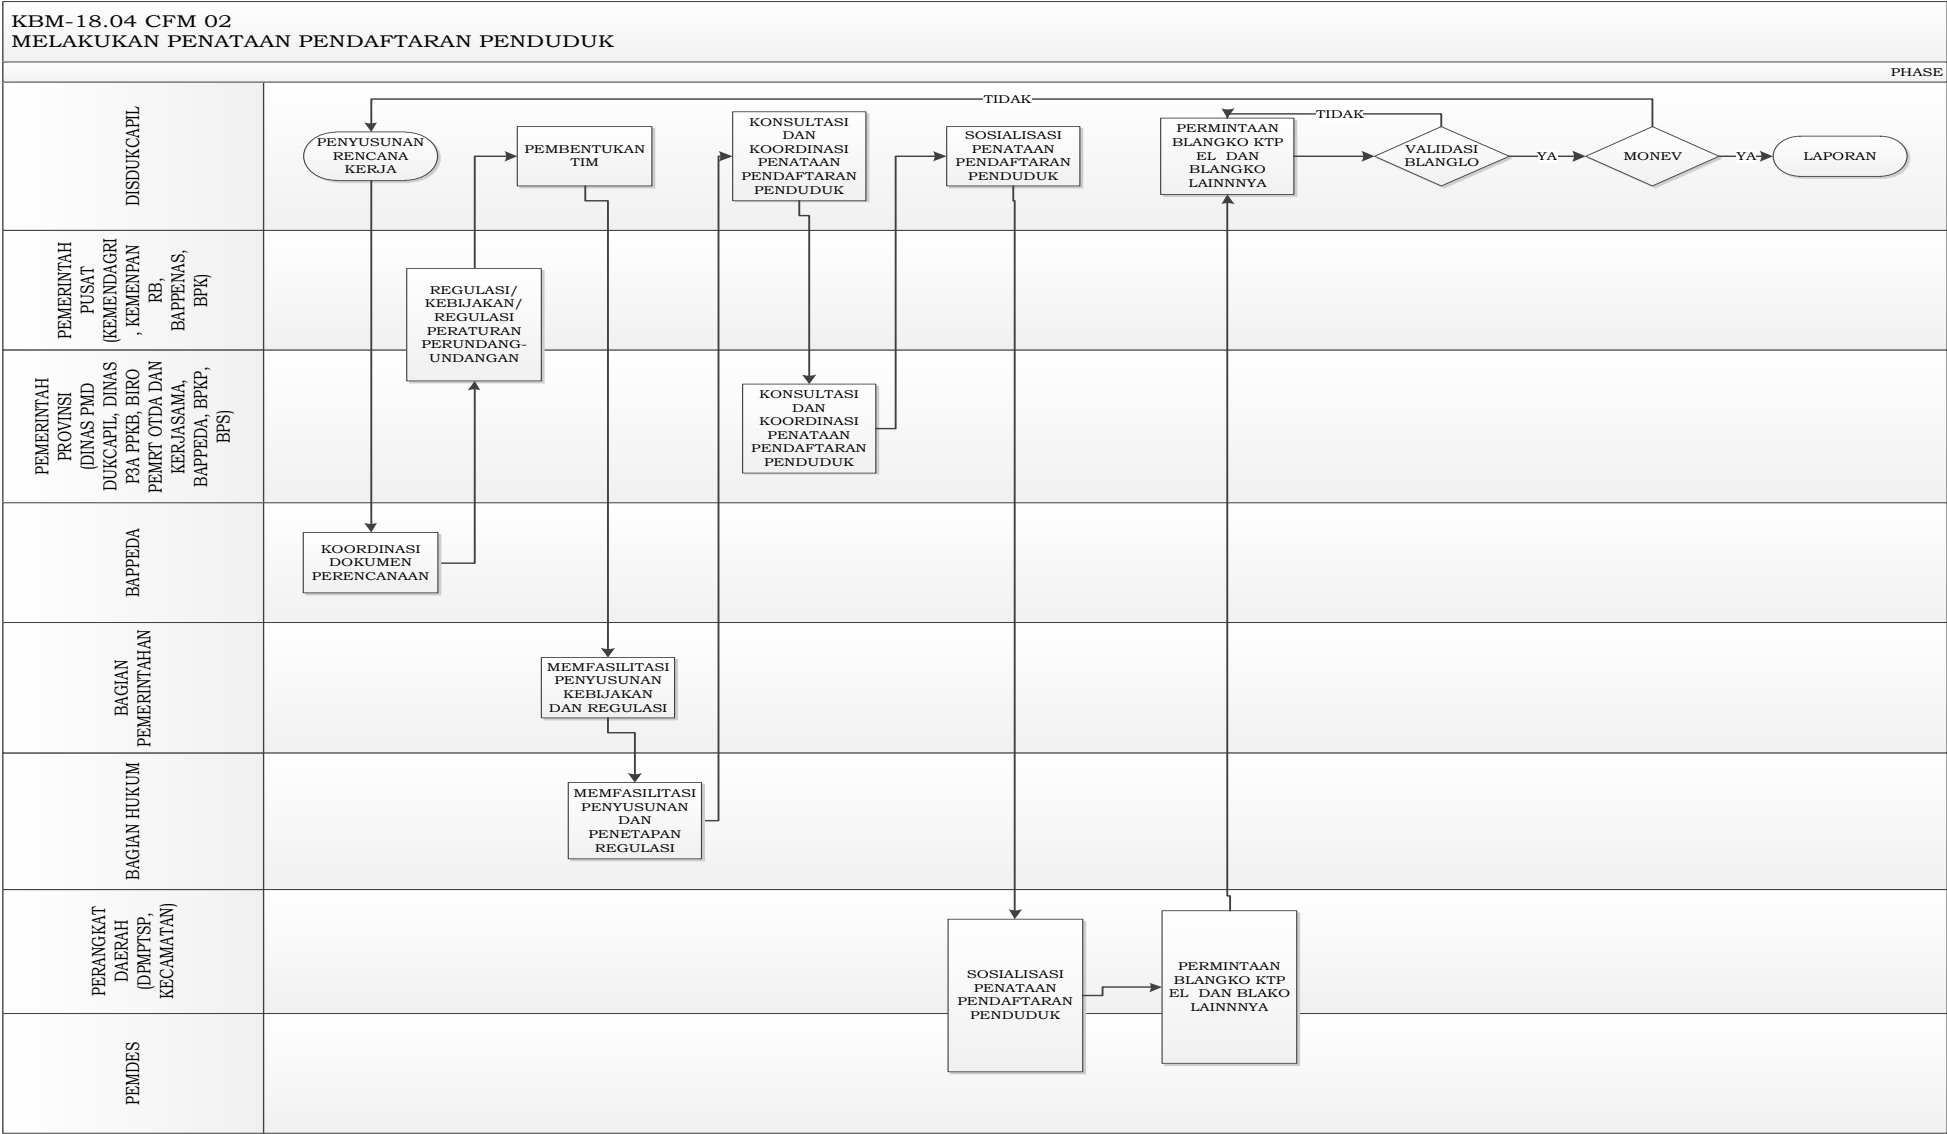 KBM-18.04 CFM 02
MELAKUKAN PENATAAN PENDAFTARAN PENDUDUK
PHASE
DISDUKCAPIL
TIDAK
PENYUSUNAN
RENCANA
KERJA
PEMBENTUKAN
TIM
KONSULTASI
DAN
KOORDINASI
PENATAAN
PENDAFTARAN
PENDUDUK
SOSIALISASI
PENATAAN
PENDAFTARAN
PENDUDUK
PERMINTAAN
BLANGKO KTP
EL DAN
BLANGKO
LAINNNYA
TIDAK
VALIDASI
BLANGLO
YA
MONEV
YA
LAPORAN
PEMERINTAH
PUSAT
(KEMENDAGRI
, KEMENPAN
RB,
BAPPENAS,
BPK)
REGULASI/
KEBIJAKAN/
REGULASI
PERATURAN
PERUNDANG-
UNDANGAN
PEMERINTAH
PROVINSI
(DINAS PMD
DUKCAPIL, DINAS
P3A PPKB, BIRO
PEMRT OTDA DAN
KERJASAMA,
BAPPEDA, BPKP,
BPS)
KONSULTASI
DAN
KOORDINASI
PENATAAN
PENDAFTARAN
PENDUDUK
BAPPEDA
KOORDINASI
DOKUMEN
PERENCANAAN
BAGIAN
PEMERINTAHAN
MEMFASILITASI
PENYUSUNAN
KEBIJAKAN
DAN REGULASI
BAGIAN HUKUM
MEMFASILITASI
PENYUSUNAN
DAN
PENETAPAN
REGULASI
PERANGKAT
DAERAH
(DPMPTSP,
KECAMATAN)
SOSIALISASI
PENATAAN
PENDAFTARAN
PENDUDUK
PERMINTAAN
BLANGKO KTP
EL DAN BLAKO
LAINNNYA
PEMDES